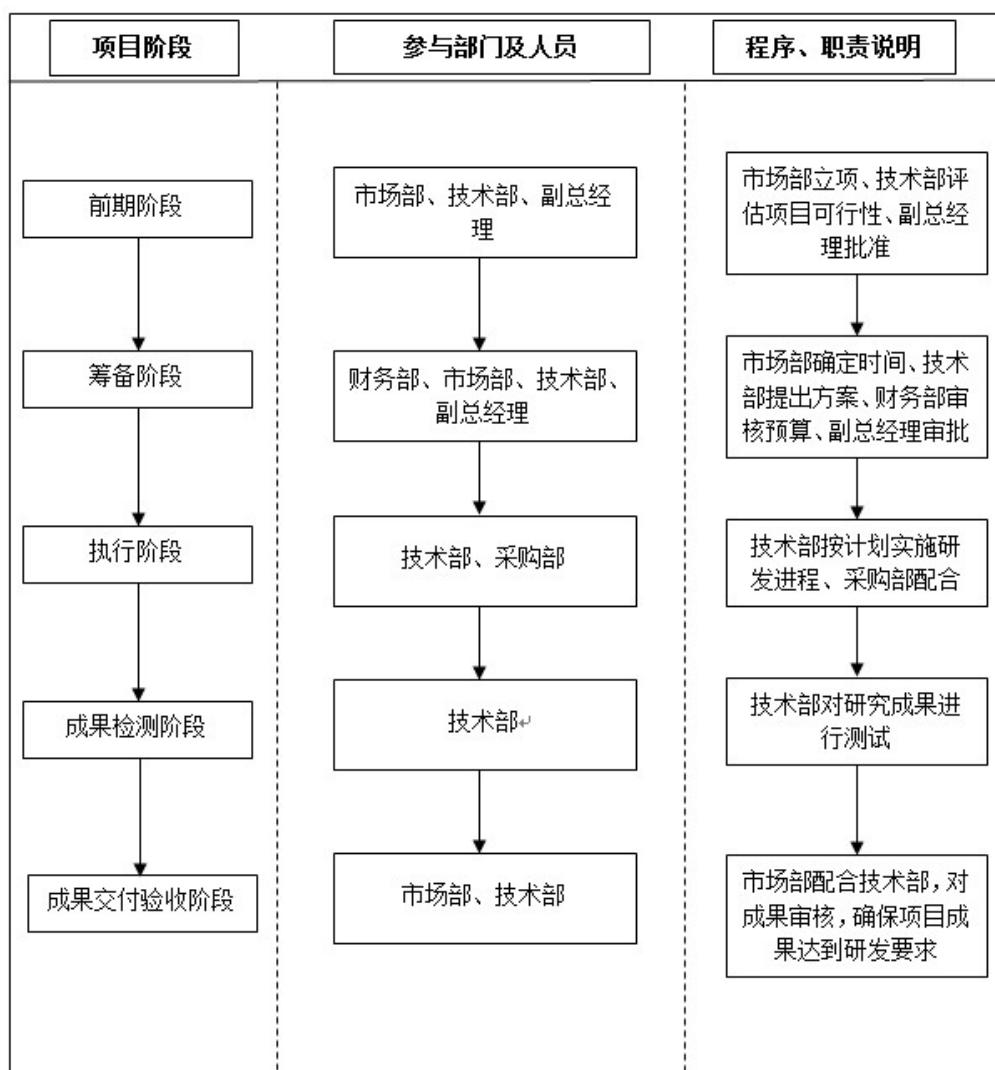 项目阶段
参与部门及人员
程序、职责说明
前期阶段
市场部、技术部、副总经
理
市场部立项、技术部评
估项目可行性、副总经
理批准
筹备阶段
财务部、市场部、技术部、
副总经理
市场部确定时间、技术
部提出方案、财务部审
核预算、副总经理审批
执行阶段
技术部、采购部
技术部按计划实施研
发进程、采购部配合
成果检测阶段
技术部
技术部对研究成果进
行测试
成果交付验收阶段
市场部、技术部
市场部配合技术部，对
成果审核，确保项目成
果达到研发要求